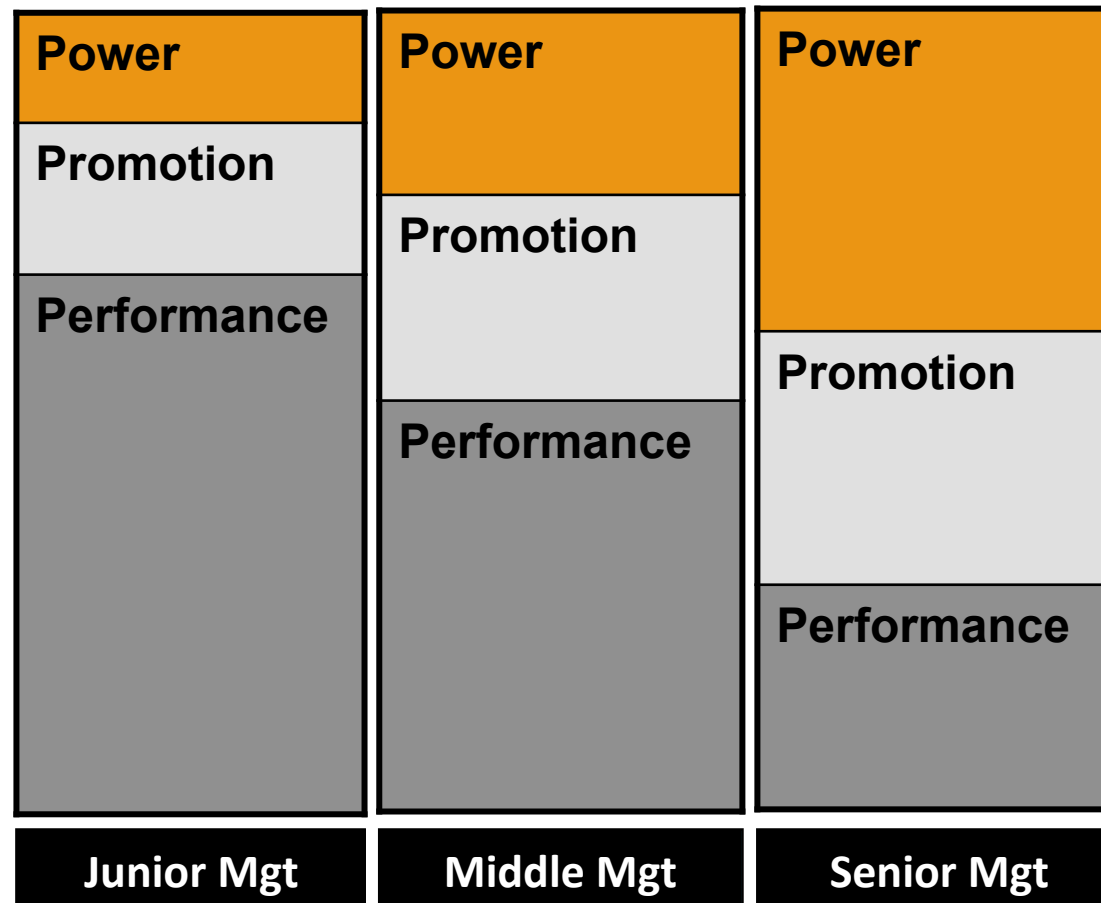 Power
Promotion
Performance
Junior Mgt
Power
Promotion
Performance
Middle Mgt
Power
Promotion
Performance
Senior Mgt